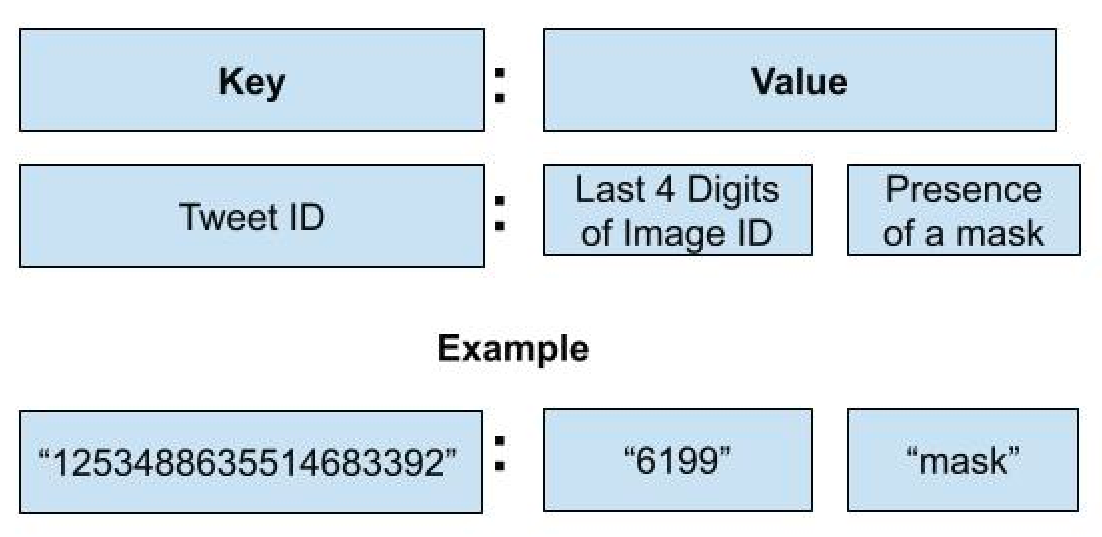 Key : Value
Tweet ID : Last 4 Digits of Image ID Presence of a mask
Example
“1253488635514683392” : “6199” “mask”